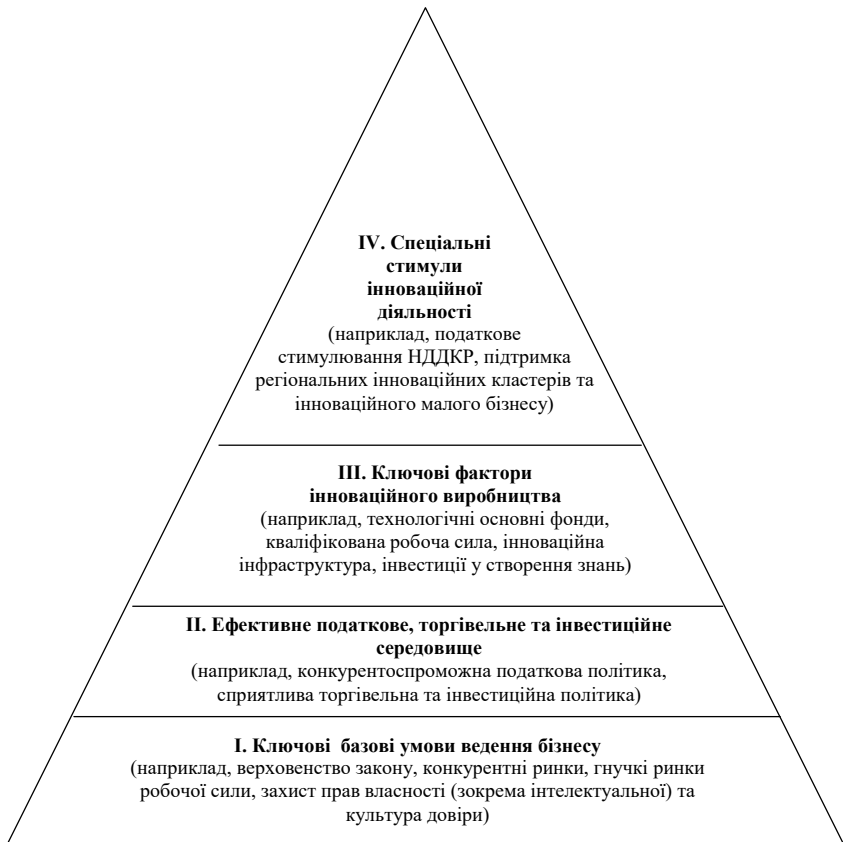 IV. Спеціальні
стимули
інноваційної
діяльності
(наприклад, податкове
стимулювання НДДКР, підтримка
регіональних інноваційних кластерів та
інноваційного малого бізнесу)
III. Ключові фактори
інноваційного виробництва
(наприклад, технологічні основні фонди,
кваліфікована робоча сила, інноваційна
інфраструктура, інвестиції у створення знань)
II. Ефективне податкове, торгівельне та інвестиційне
середовище
(наприклад, конкурентоспроможна податкова політика,
сприятлива торгівельна та інвестиційна політика)
I. Ключові базові умови ведення бізнесу
(наприклад, верховенство закону, конкурентні ринки, гнучкі ринки
робочої сили, захист прав власності (зокрема інтелектуальної) та
культура довіри)